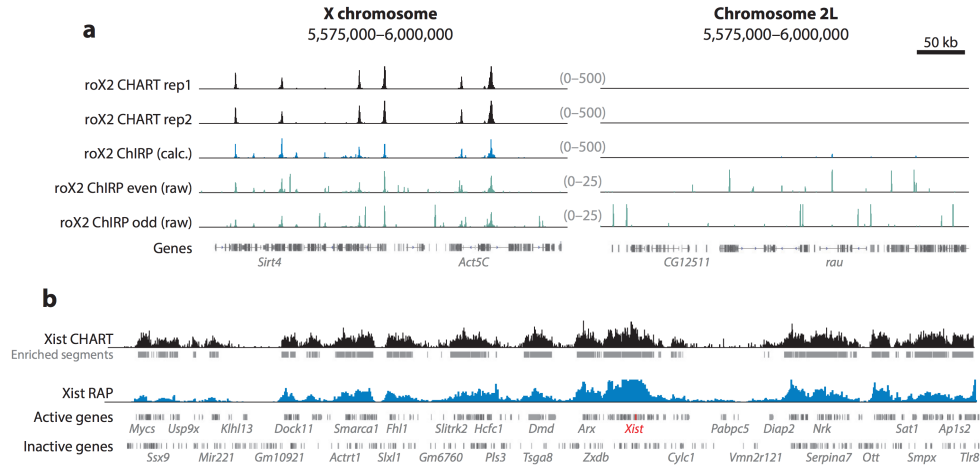 a
X chromosome
5,575,000–6,000,000
Chromosome 2L
5,575,000–6,000,000
50 kb
roX2 CHART rep1
(0–500)
roX2 CHART rep2
(0–500)
roX2 ChIRP (calc.)
(0–500)
roX2 ChIRP even (raw)
(0–25)
roX2 ChIRP odd (raw)
(0–25)
Genes
Sirt4 Act5C CG12511 rau
b
Xist CHART
Enriched segments
Xist RAP
Active genes
Mycs Usp9x Klhl13 Dock11 Smarca1 Fhl1 Slitrk2 Hcfc1 Dmd Arx Xist Pabpc5 Diap2 Nrk Sat1 Ap1s2
Inactive genes
Ssx9 Mir221 Gm10921 Actrt1 Slxl1 Gm6760 Pls3 Tsga8 Zxdb Cylc1 Vmn2r121 Serpina7 Ott Smpx Tlr8